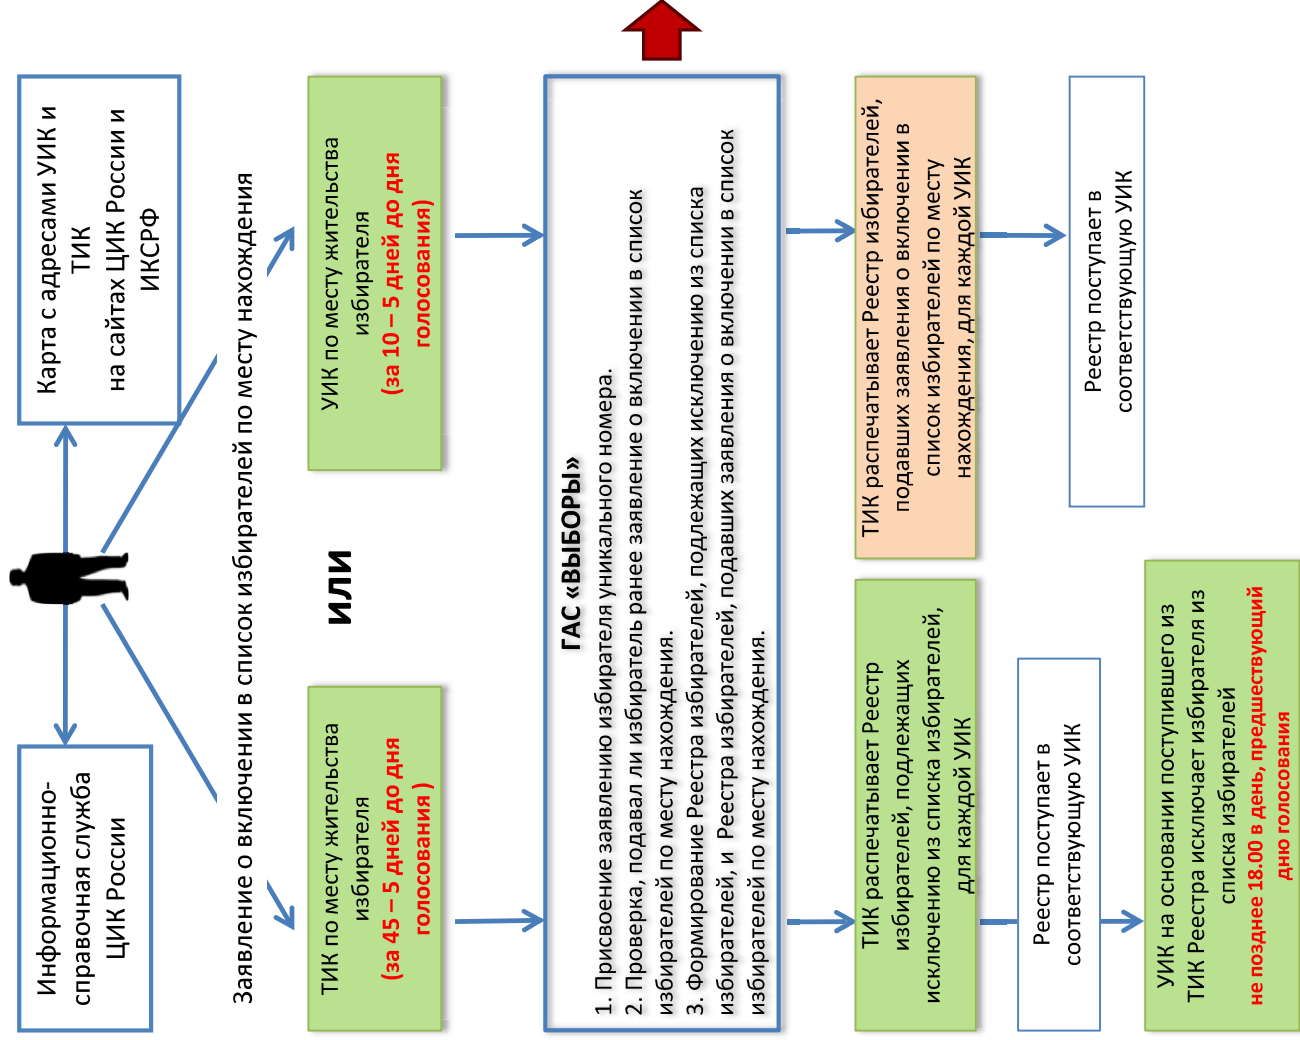 Информационно-
справочная служба
ЦИК России
Карта с адресами УИК и
ТИК
на сайтах ЦИК России и
ИКСРФ
Заявление о включении в список избирателей по месту нахождения
ТИК по месту жительства
избирателя
(за 45 – 5 дней до дня
голосования )
ИЛИ
УИК по месту жительства
избирателя
(за 10 – 5 дней до дня
голосования)
ГАС «ВЫБОРЫ»
1. Присвоение заявлению избирателя уникального номера.
2. Проверка, подавал ли избиратель ранее заявление о включении в список
избирателей по месту нахождения.
3. Формирование Реестра избирателей, подлежащих исключению из списка
избирателей, и Реестра избирателей, подавших заявления о включении в список
избирателей по месту нахождения.
ТИК распечатывает Реестр
избирателей, подлежащих
исключению из списка избирателей,
для каждой УИК
ТИК распечатывает Реестр избирателей,
подавших заявления о включении в
список избирателей по месту
нахождения, для каждой УИК
Реестр поступает в
соответствующую УИК
Реестр поступает в
соответствующую УИК
УИК на основании поступившего из
ТИК Реестра исключает избирателя из
списка избирателей
не позднее 18.00 в день, предшествующий
дню голосования